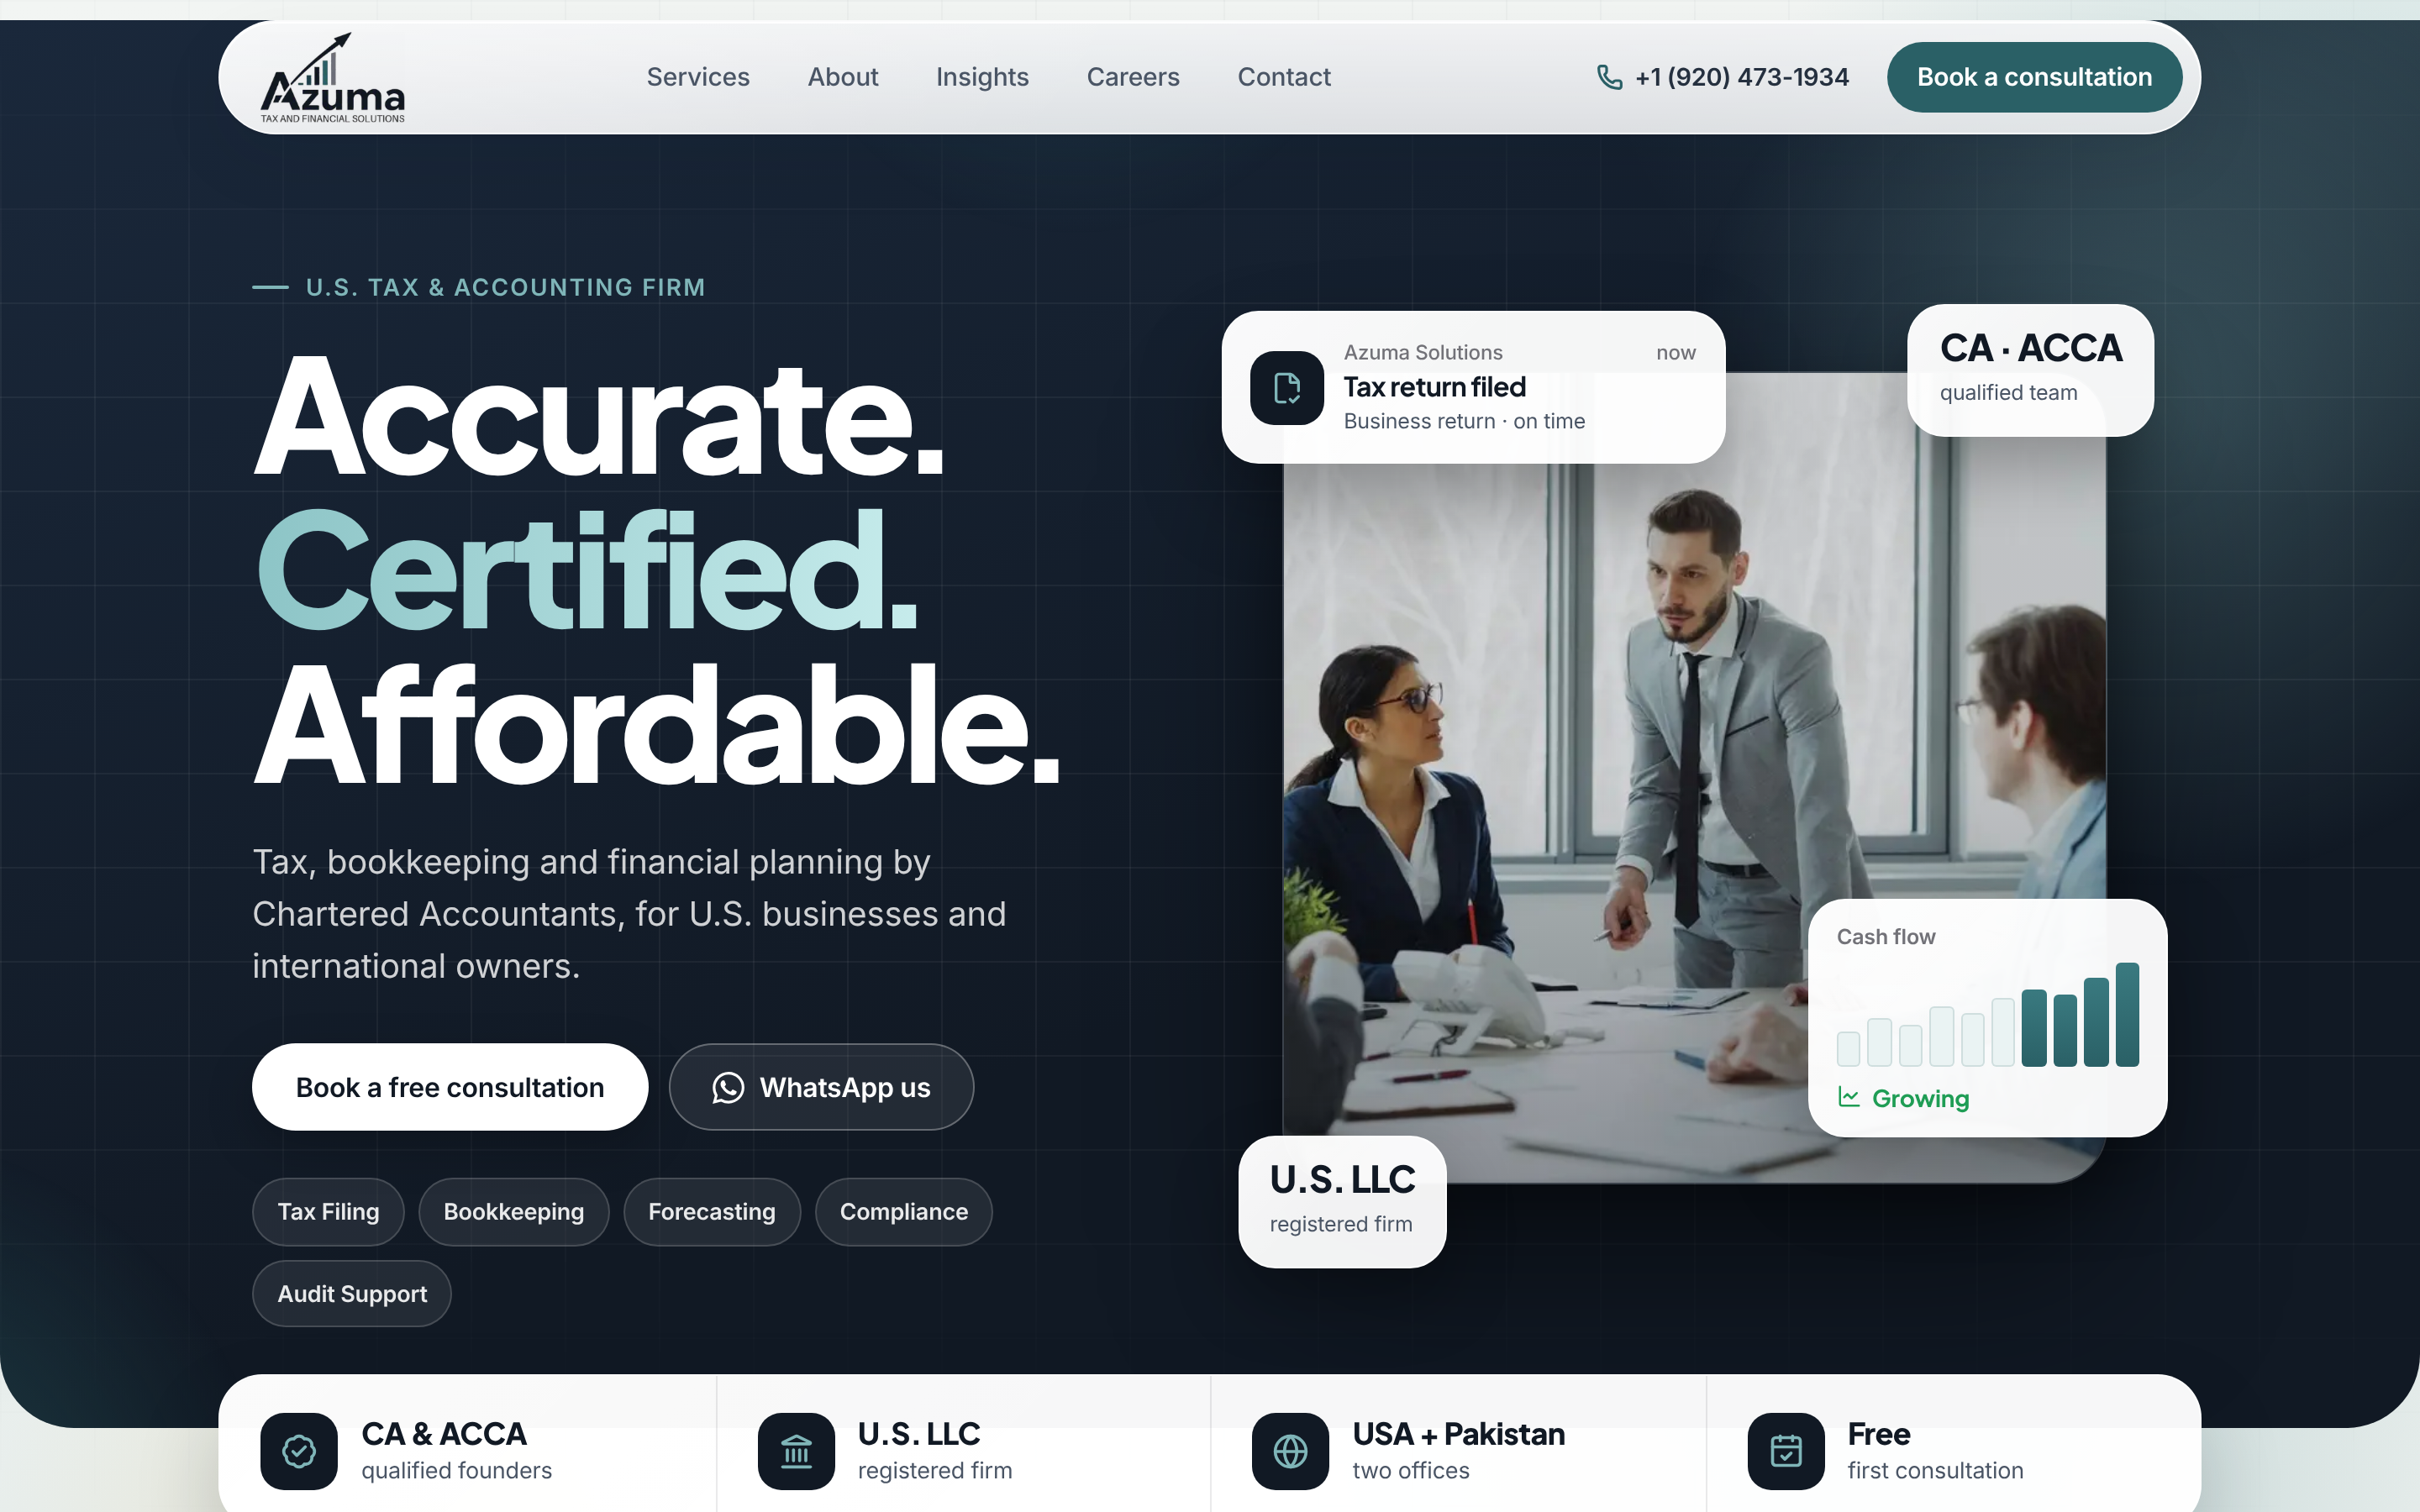 Azuma
TAX AND FINANCIAL SOLUTIONS
Services
About
Insights
Careers
Contact
+1 (920) 473-1934
Book a consultation
U.S. TAX & ACCOUNTING FIRM
Accurate.
Certified.
Affordable.
Tax, bookkeeping and financial planning by
Chartered Accountants, for U.S. businesses and
international owners.
Book a free consultation
WhatsApp us
Tax Filing
Bookkeeping
Forecasting
Compliance
Audit Support
Azuma Solutions
now
Tax return filed
Business return · on time
CA · ACCA
qualified team
Cash flow
Growing
U.S. LLC
registered firm
CA & ACCA
qualified founders
U.S. LLC
registered firm
USA + Pakistan
two offices
Free
first consultation